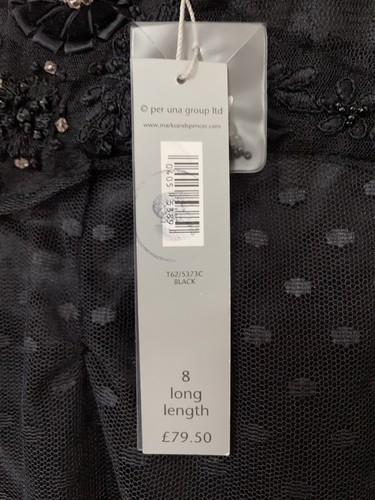 © per una group ltd
www.marksandspencer.com
T62/5373C
BLACK
8
long
length
£79.50